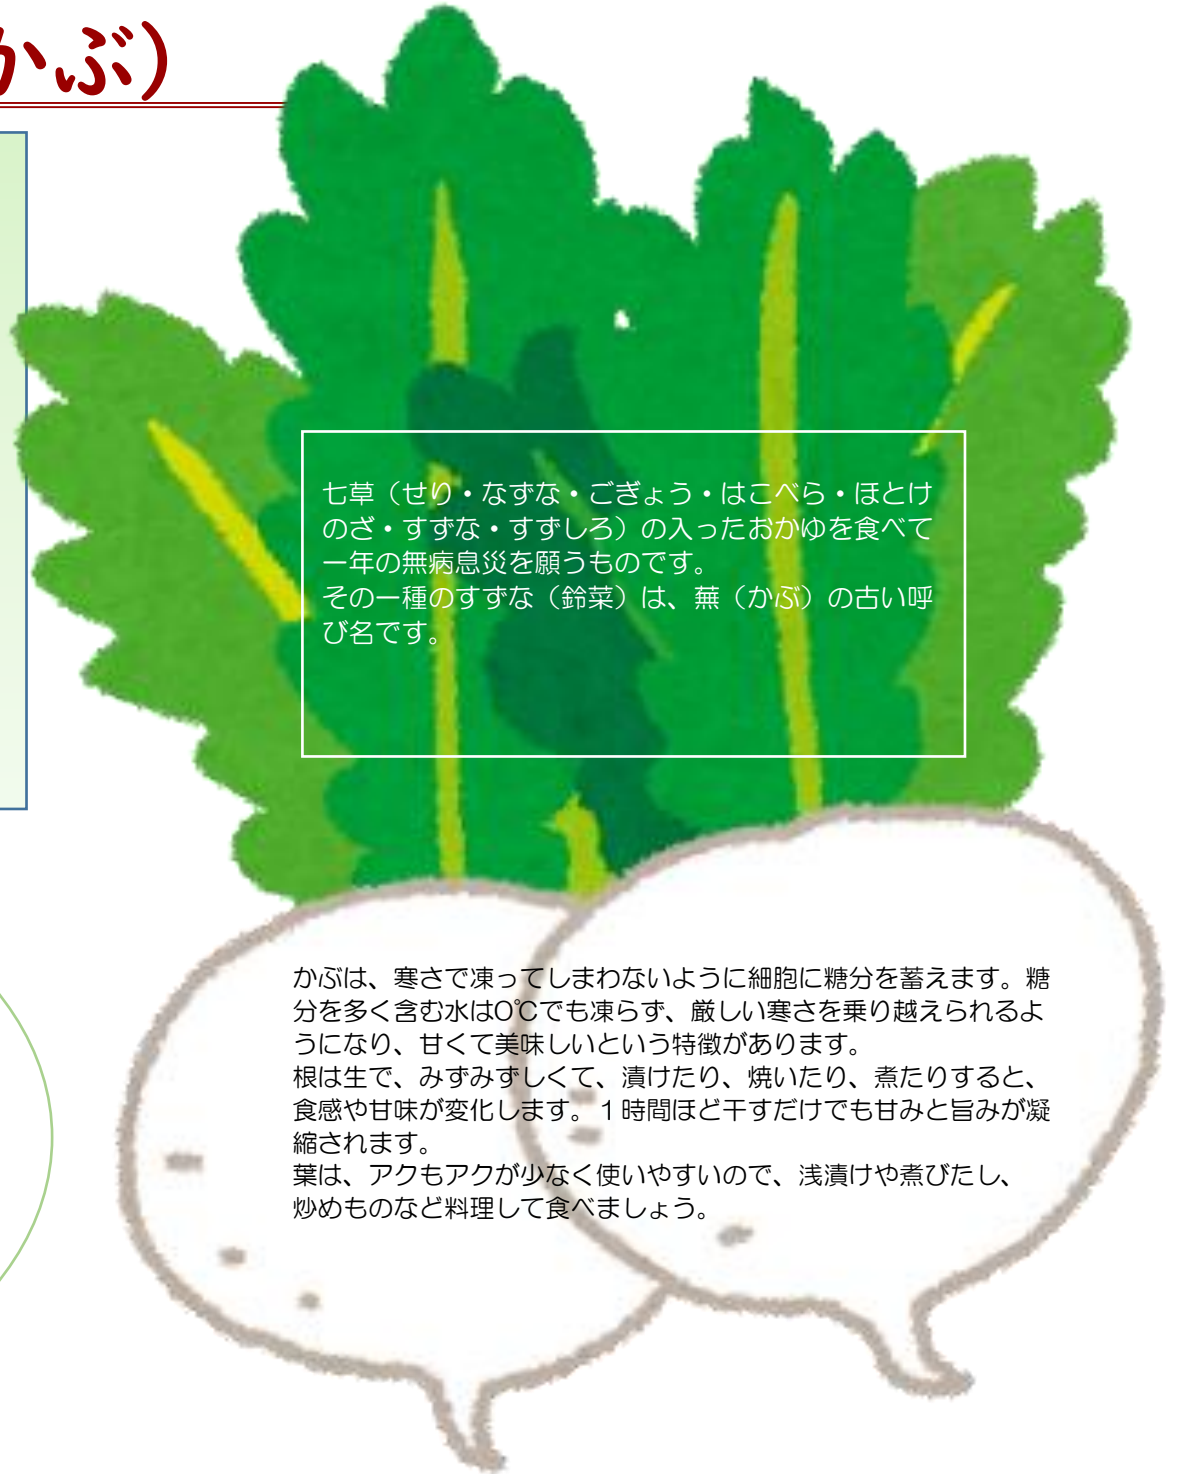 かぶ）
七草（せり・なずな・ごぎょう・はこべら・ほとけ
のざ・すずな・すずしろ）の入ったおかゆを食べて
一年の無病息災を願うものです。
その一種のすずな（鈴菜）は、蕪（かぶ）の古い呼
び名です。
かぶは、寒さで凍ってしまわないように細胞に糖分を蓄えます。糖
分を多く含む水は0℃でも凍らず、厳しい寒さを乗り越えられるよ
うになり、甘くて美味しいという特徴があります。
根は生で、みずみずしくて、漬けたり、焼いたり、煮たりすると、
食感や甘味が変化します。１時間ほど干すだけでも甘みと旨みが凝
縮されます。
葉は、アクもアクが少なく使いやすいので、浅漬けや煮びたし、
炒めものなど料理して食べましょう。